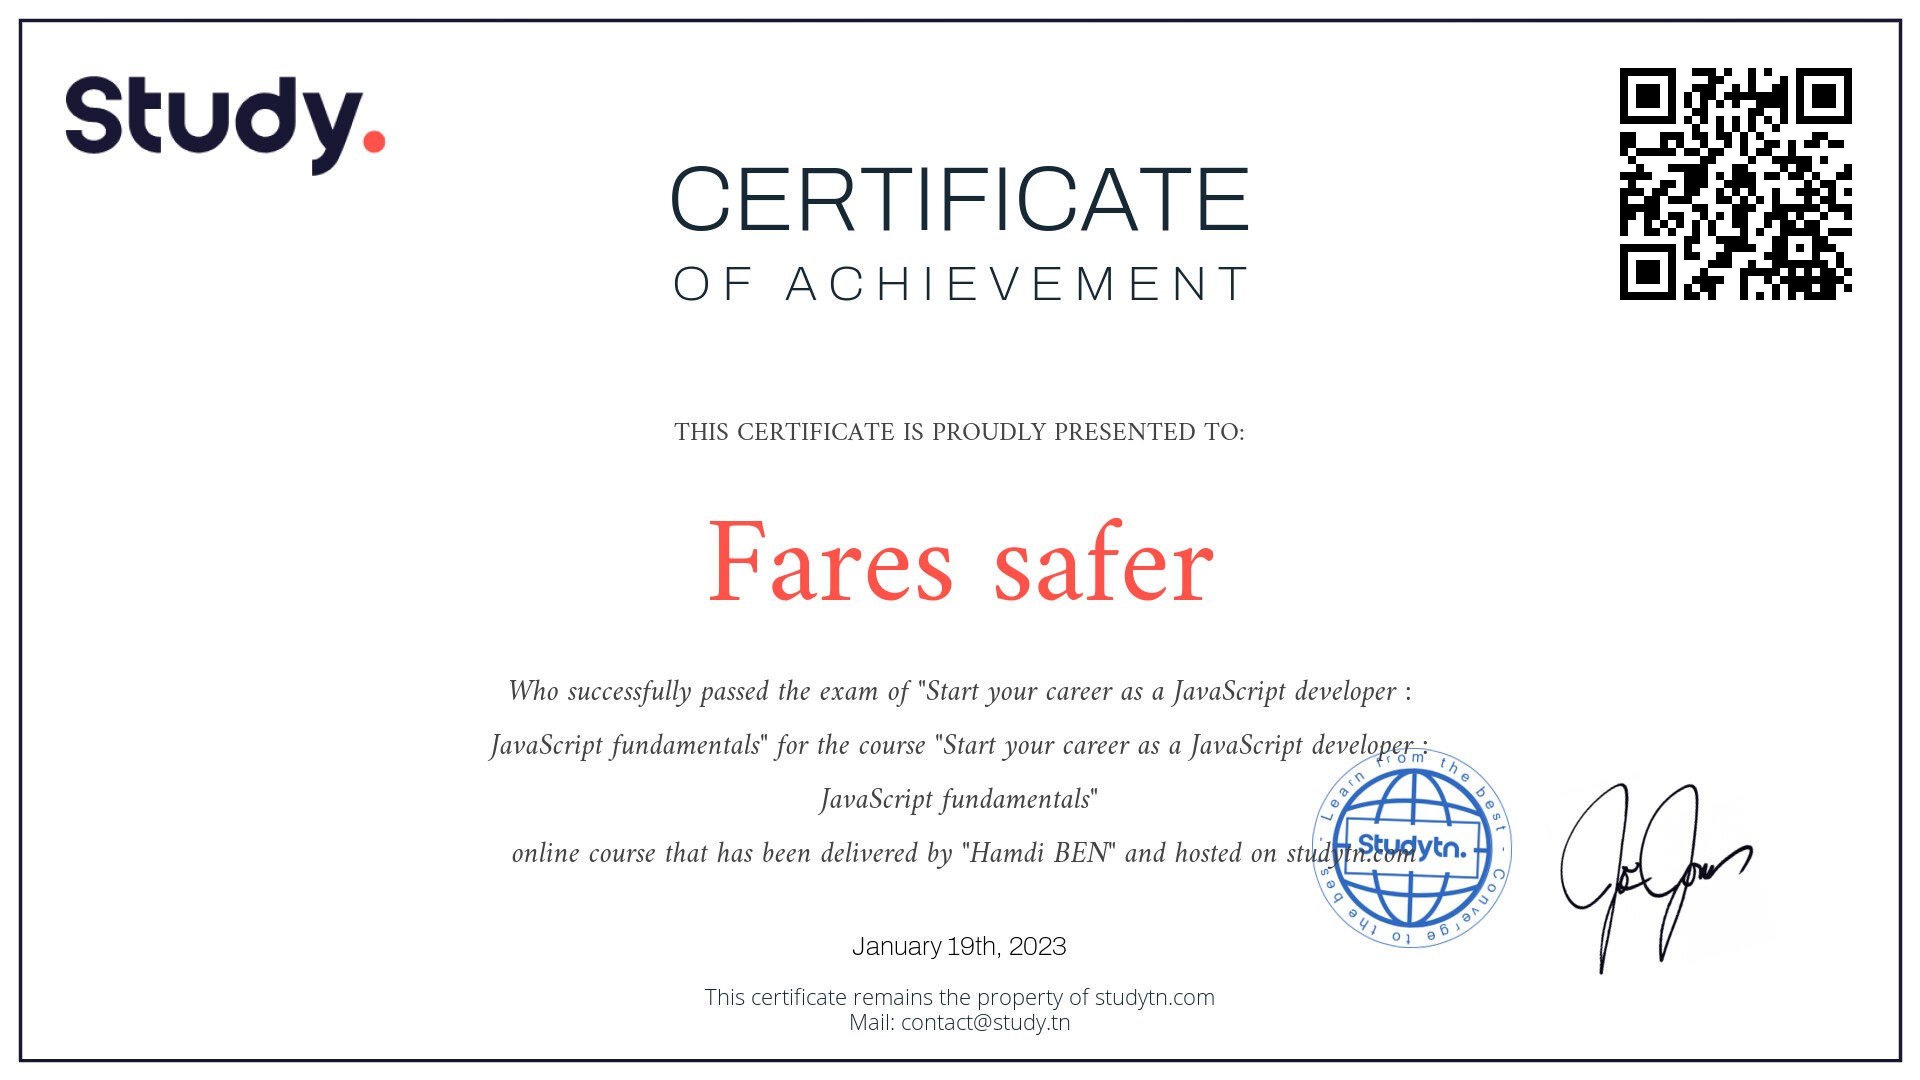 Study.
CERTIFICATE
OF ACHIEVEMENT
THIS CERTIFICATE IS PROUDLY PRESENTED TO:
Fares safer
Who successfully passed the exam of "Start your career as a JavaScript developer :
JavaScript fundamentals" for the course "Start your career as a JavaScript developer :
JavaScript fundamentals"
online course that has been delivered by "Hamdi BEN" and hosted on studytn.com
Learn from the best - Converge to the best -
Studytn.
January 19th, 2023
This certificate remains the property of studytn.com
Mail: contact@study.tn